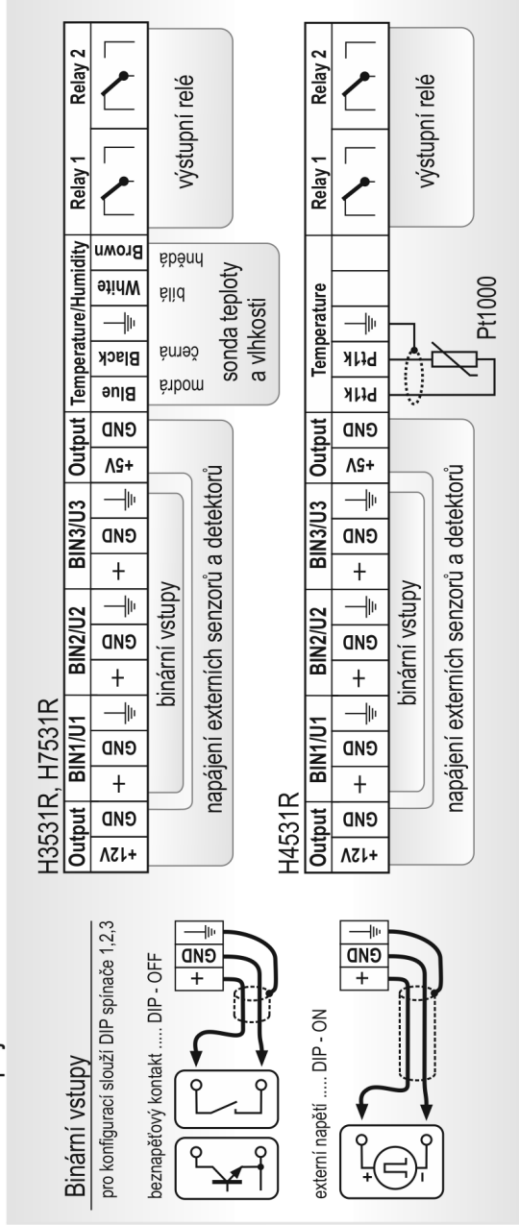 Binární vstupy
pro konfiguraci slouží DIP spínače 1,2,3
beznapěťový kontakt ..... DIP - OFF
+ GND
externí napětí ..... DIP - ON
+ GND
+
−
H3531R, H7531R
Output BIN1/U1 BIN2/U2 BIN3/U3 Output Temperature/Humidity Relay 1 Relay 2
+12V GND + GND + GND + GND +5V GND Blue Black White Brown
modrá černá bílá hnědá
binární vstupy
napájení externích senzorů a detektorů
sonda teploty
a vlhkosti
výstupní relé
H4531R
Output BIN1/U1 BIN2/U2 BIN3/U3 Output Temperature Relay 1 Relay 2
+12V GND + GND + GND + GND +5V GND Pt1k Pt1k
binární vstupy
napájení externích senzorů a detektorů
Pt1000
výstupní relé